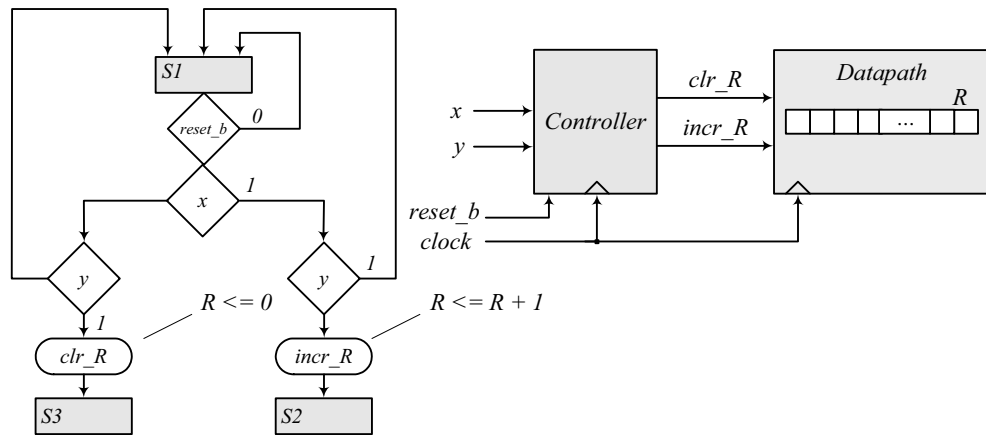 S1
reset_b
0
x
1
y
1
y
1
R <= 0
R <= R + 1
clr_R
incr_R
S3
S2
x
y
Controller
reset_b
clock
clr_R
incr_R
Datapath
R
...